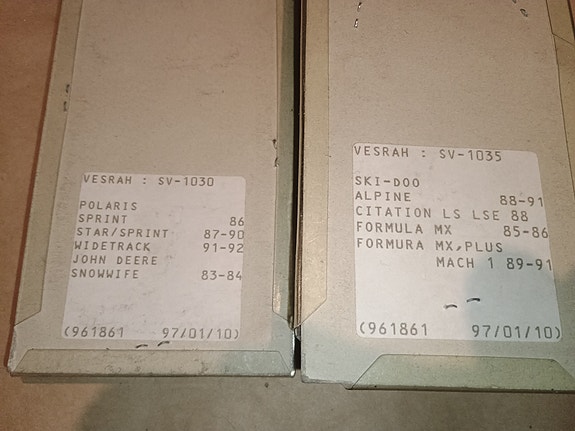 VESRAH : SV-1030
POLARIS
SPRINT 86
STAR/SPRINT 87-90
WIDETRACK 91-92
JOHN DEERE
SNOWWIFE 83-84
(961861 97/01/10)
VESRAH : SV-1035
SKI-DOO
ALPINE 88-91
CITATION LS LSE 88
FORMULA MX 85-86
FORMURA MX,PLUS
MACH 1 89-91
(961861 97/01/10)